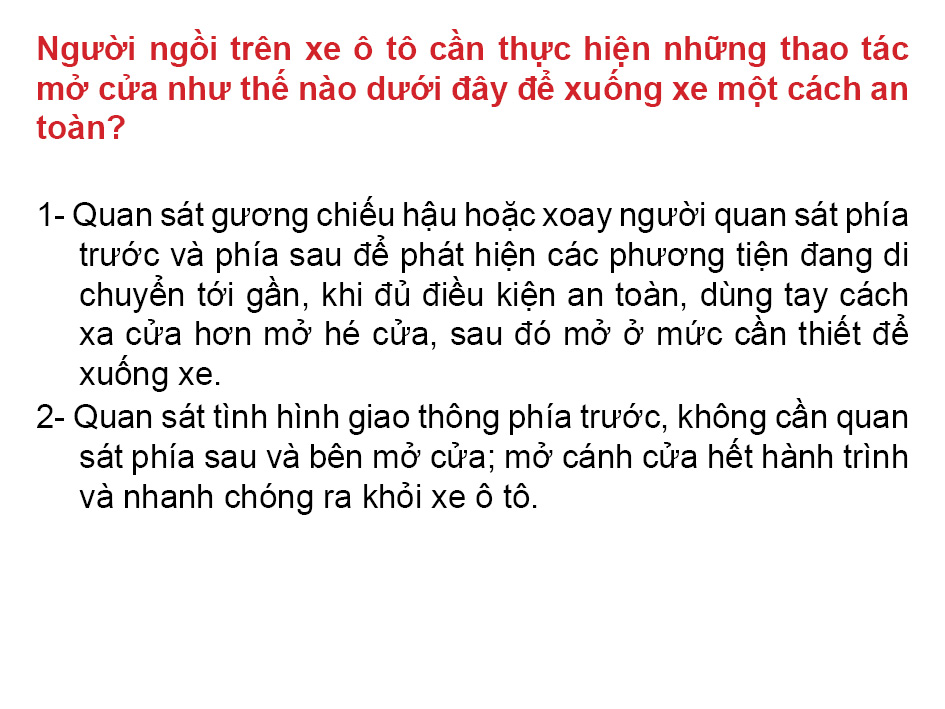 Người ngồi trên xe ô tô cần thực hiện những thao tác
mở cửa như thế nào dưới đây để xuống xe một cách an
toàn?
1- Quan sát gương chiếu hậu hoặc xoay người quan sát phía
trước và phía sau để phát hiện các phương tiện đang di
chuyển tới gần, khi đủ điều kiện an toàn, dùng tay cách
xa cửa hơn mở hé cửa, sau đó mở ở mức cần thiết để
xuống xe.
2- Quan sát tình hình giao thông phía trước, không cần quan
sát phía sau và bên mở cửa; mở cánh cửa hết hành trình
và nhanh chóng ra khỏi xe ô tô.